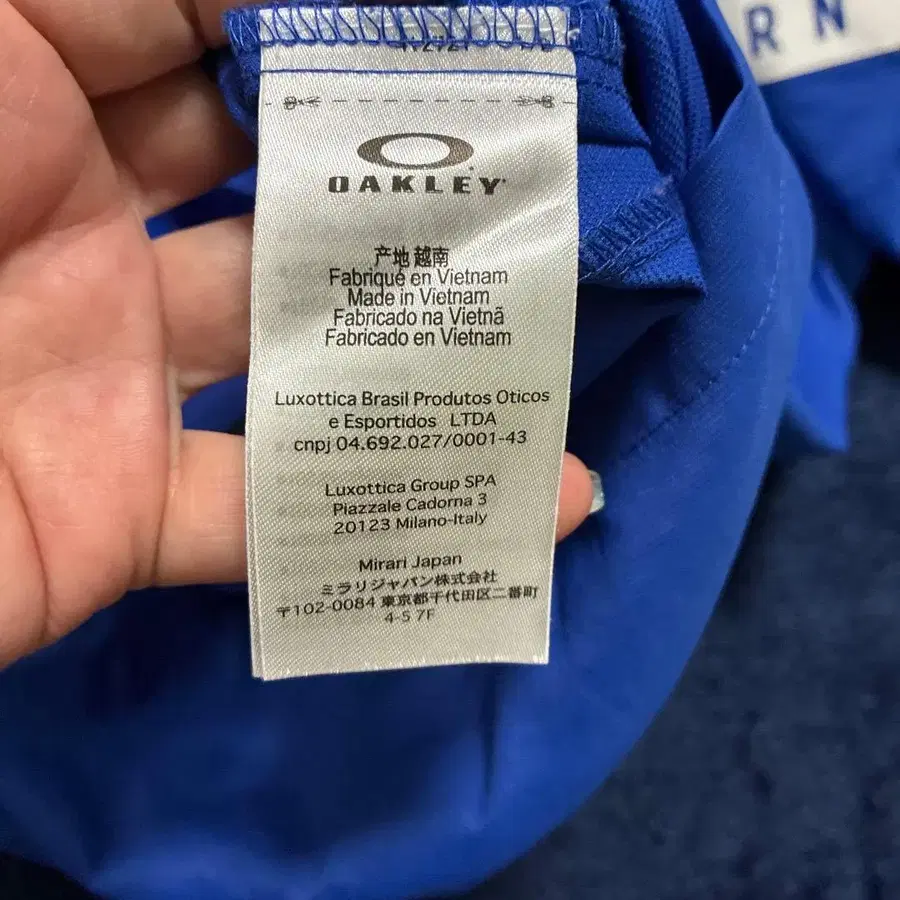 RN
OAKLEY
产地 越南
Fabriqué en Vietnam
Made in Vietnam
Fabricado na Vietnã
Fabricado en Vietnam
Luxottica Brasil Produtos Oticos
e Esportidos LTDA
cnpj 04.692.027/0001-43
Luxottica Group SPA
Piazzale Cadorna 3
20123 Milano-Italy
Mirari Japan
ミラリジャパン株式会社
〒102-0084 東京都千代田区二番町
4-5 7F